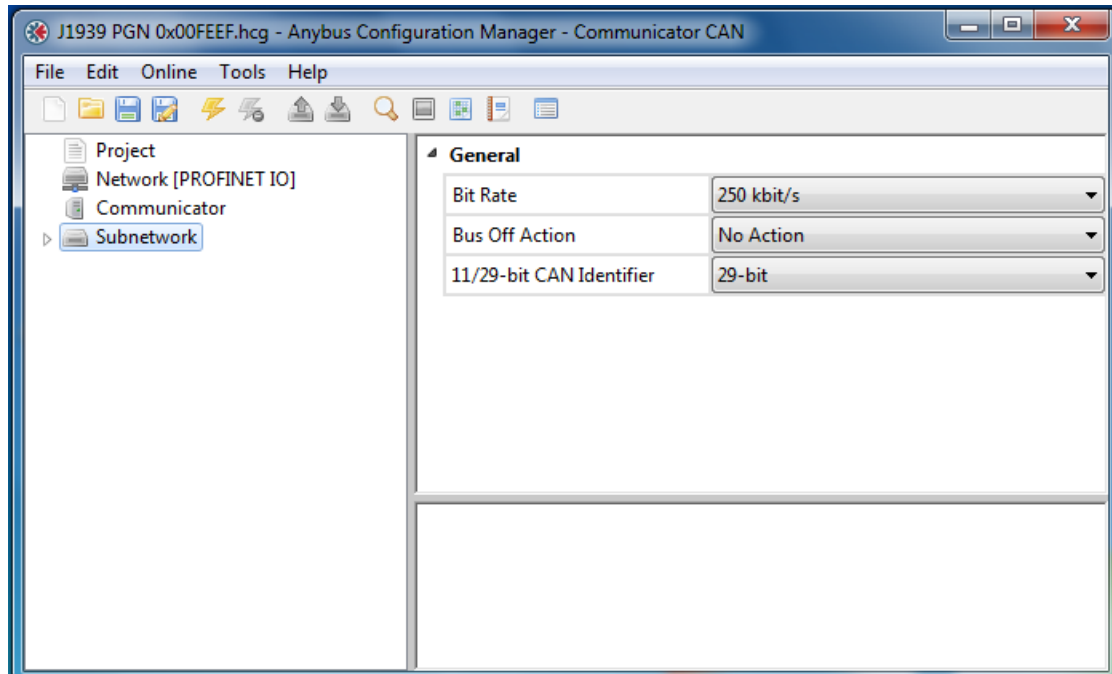 J1939 PGN 0x00FEEF.hcg - Anybus Configuration Manager - Communicator CAN
File Edit Online Tools Help
Project
Network [PROFINET IO]
Communicator
Subnetwork
General
Bit Rate 250 kbit/s
Bus Off Action No Action
11/29-bit CAN Identifier 29-bit